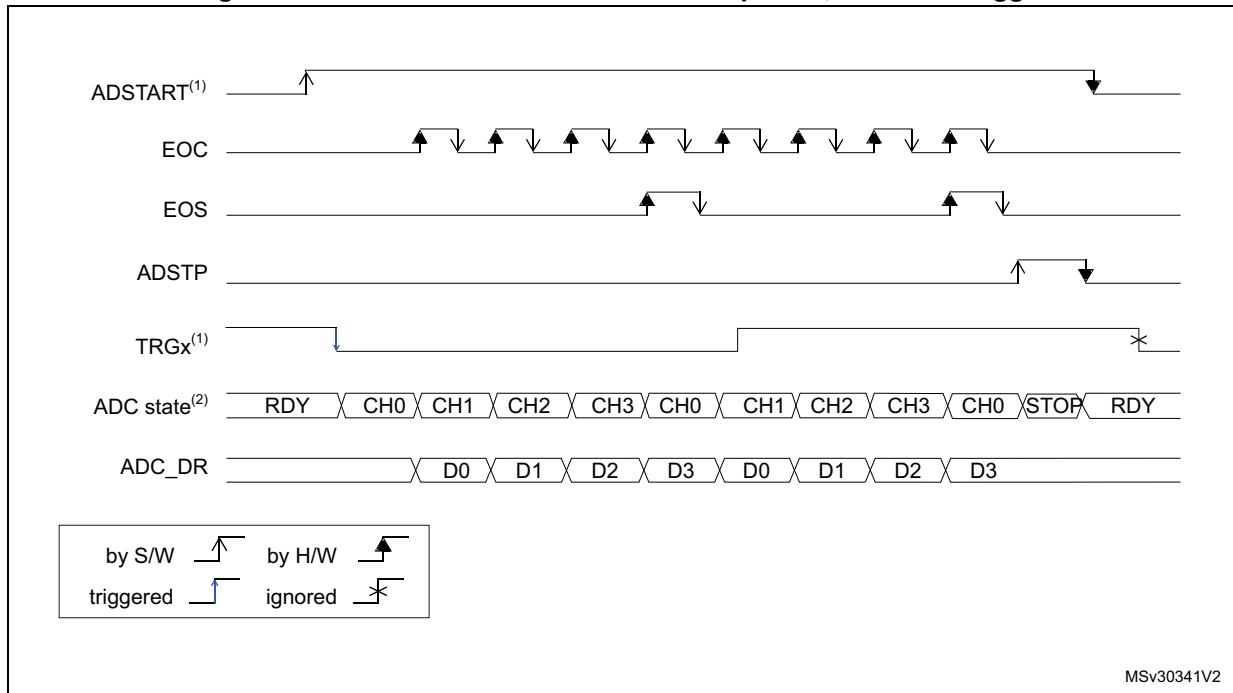 ADSTART(1)
EOC
EOS
ADSTP
TRGx(1)
ADC state(2) RDY CH0 CH1 CH2 CH3 CH0 CH1 CH2 CH3 CH0 STOP RDY
ADC_DR D0 D1 D2 D3 D0 D1 D2 D3
by S/W by H/W
triggered ignored
MSv30341V2